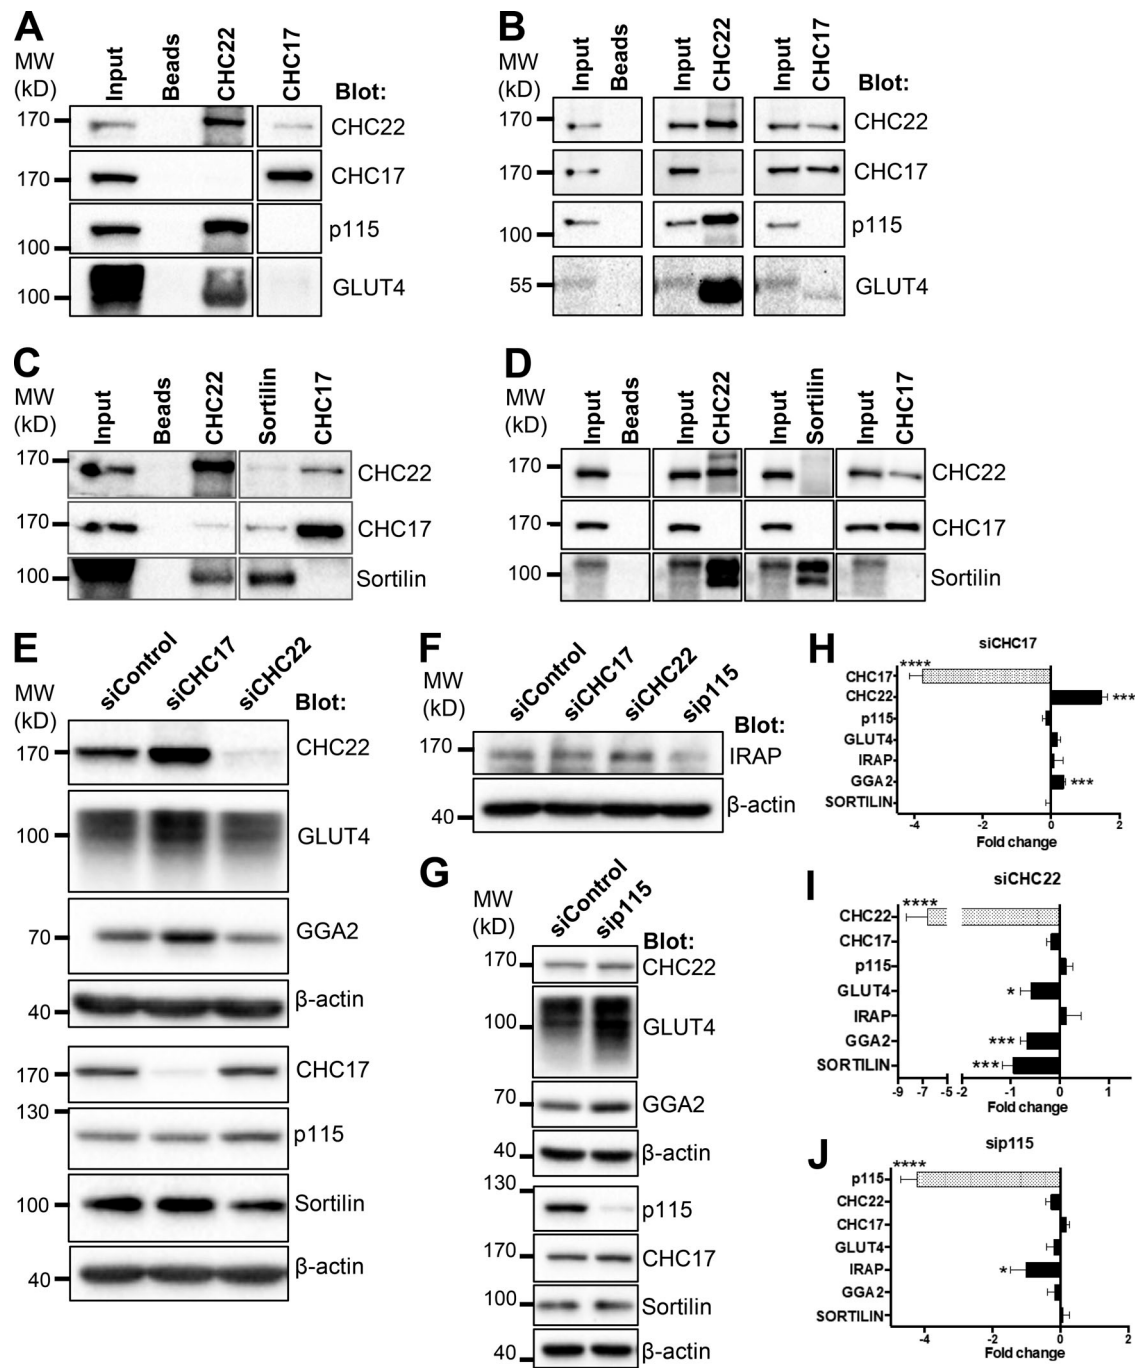 A
MW
(kD)
Input
Beads
CHC22
CHC17
Blot:
170
CHC22
170
CHC17
100
p115
100
GLUT4
B
MW
(kD)
Input
Beads
Input
CHC22
Input
CHC17
Blot:
170
CHC22
170
CHC17
100
p115
55
GLUT4
C
MW
(kD)
Input
Beads
CHC22
Sortilin
CHC17
170
CHC22
170
CHC17
100
Sortilin
D
MW
(kD)
Input
Beads
Input
CHC22
Input
Sortilin
Input
CHC17
170
CHC22
170
CHC17
100
Sortilin
E
MW
(kD)
siControl
siCHC17
siCHC22
Blot:
170
CHC22
100
GLUT4
70
GGA2
40
β-actin
170
CHC17
130
p115
100
Sortilin
40
β-actin
F
MW
(kD)
siControl
siCHC17
siCHC22
sip115
Blot:
170
IRAP
40
β-actin
G
MW
(kD)
siControl
sip115
Blot:
170
CHC22
100
GLUT4
70
GGA2
40
β-actin
130
p115
170
CHC17
100
Sortilin
40
β-actin
H
siCHC17
****
CHC17
CHC22
***
p115
GLUT4
IRAP
GGA2
***
SORTILIN
-4 -2 0 2
Fold change
I
siCHC22
****
CHC22
CHC17
p115
GLUT4
*
IRAP
GGA2
***
SORTILIN
***
-9 -7 -5 -2 -1 0 1
Fold change
J
sip115
****
p115
CHC22
CHC17
GLUT4
IRAP
*
GGA2
SORTILIN
-4 -2 0 2
Fold change